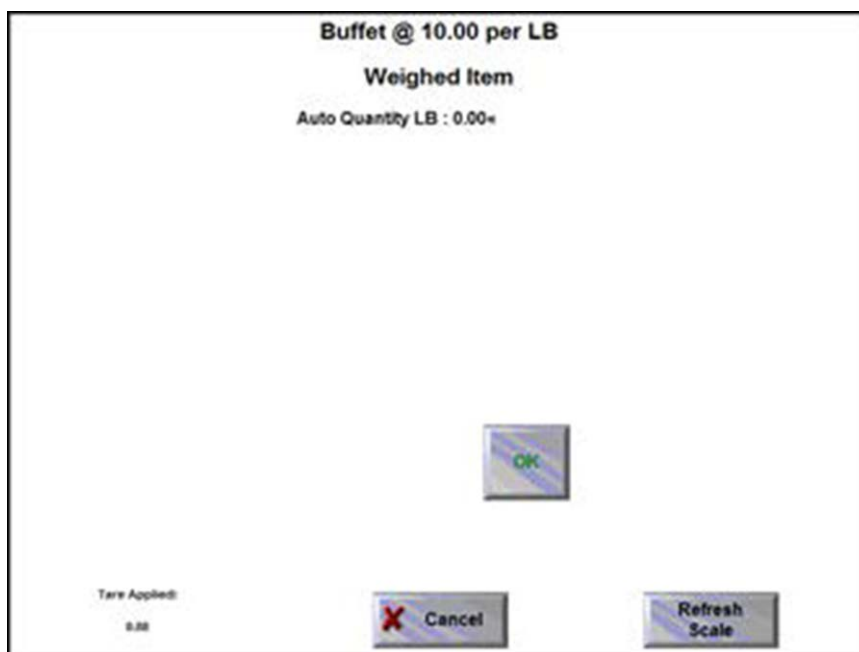 Buffet @ 10.00 per LB
Weighed Item
Auto Quantity LB : 0.00<
OK
Tare Applied:
0.00
Cancel
Refresh
Scale